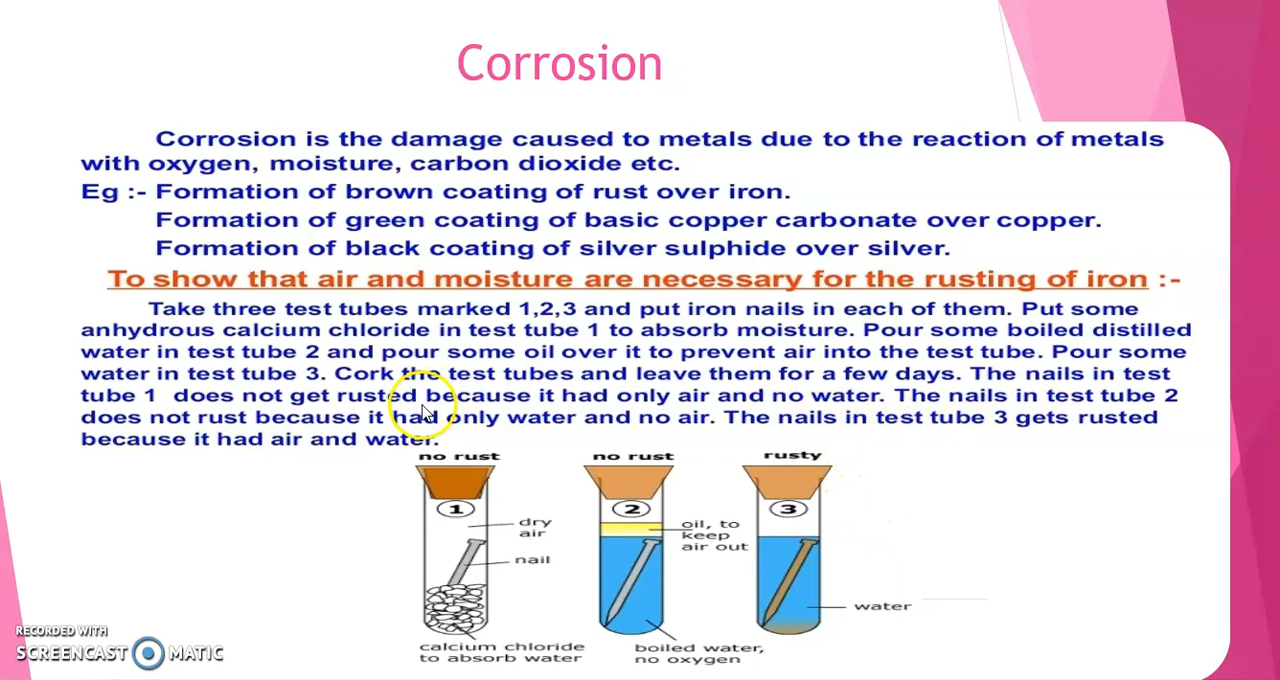 Corrosion
Corrosion is the damage caused to metals due to the reaction of metals
with oxygen, moisture, carbon dioxide etc.
Eg :- Formation of brown coating of rust over iron.
Formation of green coating of basic copper carbonate over copper.
Formation of black coating of silver sulphide over silver.
To show that air and moisture are necessary for the rusting of iron :-
Take three test tubes marked 1,2,3 and put iron nails in each of them. Put some
anhydrous calcium chloride in test tube 1 to absorb moisture. Pour some boiled distilled
water in test tube 2 and pour some oil over it to prevent air into the test tube. Pour some
water in test tube 3. Cork the test tubes and leave them for a few days. The nails in test
tube 1 does not get rusted because it had only air and no water. The nails in test tube 2
does not rust because it had only water and no air. The nails in test tube 3 gets rusted
because it had air and water.
no rust
no rust
rusty
1
2
3
dry
air
nail
oil, to
keep
air out
water
calcium chloride
to absorb water
boiled water,
no oxygen
RECORDED WITH
SCREENCAST MATIC